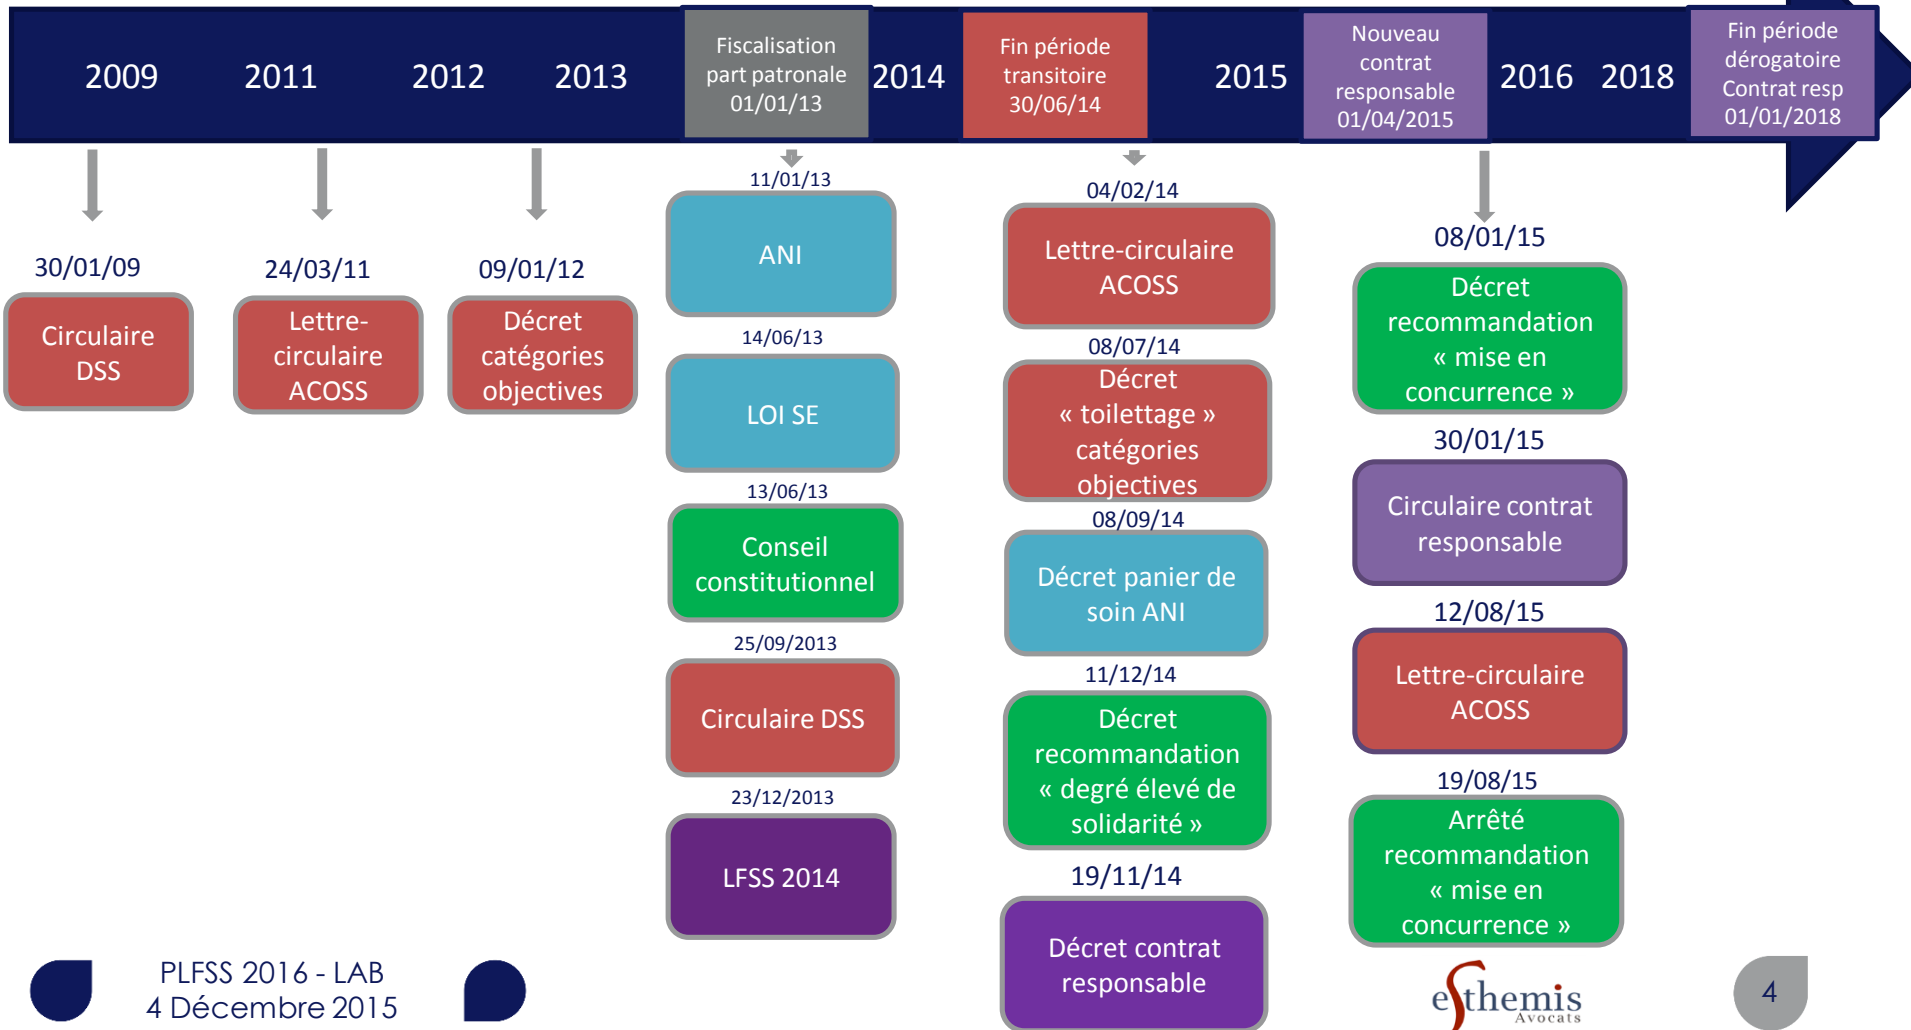 2009
2011
2012
2013
Fiscalisation
part patronale
01/01/13
2014
Fin période
transitoire
30/06/14
2015
Nouveau
contrat
responsable
01/04/2015
2016
2018
Fin période
dérogatoire
Contrat resp
01/01/2018
30/01/09
Circulaire
DSS
24/03/11
Lettre-
circulaire
ACOSS
09/01/12
Décret
catégories
objectives
11/01/13
ANI
14/06/13
LOI SE
13/06/13
Conseil
constitutionnel
25/09/2013
Circulaire DSS
23/12/2013
LFSS 2014
04/02/14
Lettre-circulaire
ACOSS
08/07/14
Décret
« toilettage »
catégories
objectives
08/09/14
Décret panier de
soin ANI
11/12/14
Décret
recommandation
« degré élevé de
solidarité »
19/11/14
Décret contrat
responsable
08/01/15
Décret
recommandation
« mise en
concurrence »
30/01/15
Circulaire contrat
responsable
12/08/15
Lettre-circulaire
ACOSS
19/08/15
Arrêté
recommandation
« mise en
concurrence »
PLFSS 2016 - LAB
4 Décembre 2015
esthemis
Avocats
4